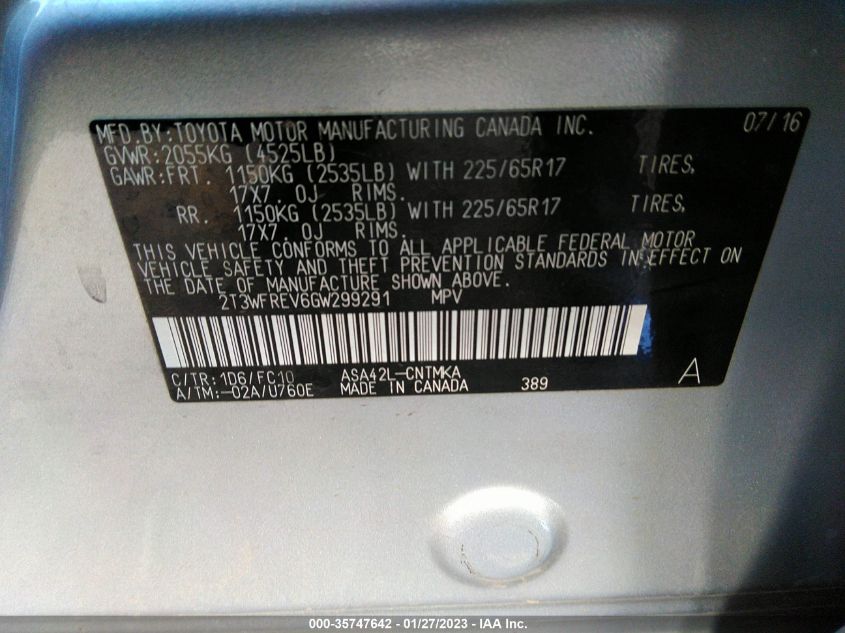 MFD.BY:TOYOTA MOTOR MANUFACTURING CANADA INC. 07/16
GVWR:2055KG (4525LB)
GAWR:FRT. 1150KG (2535LB) WITH 225/65R17 TIRES,
17X7.0J RIMS.
RR. 1150KG (2535LB) WITH 225/65R17 TIRES,
17X7.0J RIMS.
THIS VEHICLE CONFORMS TO ALL APPLICABLE FEDERAL MOTOR
VEHICLE SAFETY AND THEFT PREVENTION STANDARDS IN EFFECT ON
THE DATE OF MANUFACTURE SHOWN ABOVE.
2T3WFREV6GW299291 MPV
C/TR:1D6/FC10 ASA42L-CNTMKA
A/TM:-02A/U760E MADE IN CANADA 389 A
000-35747642 / 01/27/2023 - IAA Inc.